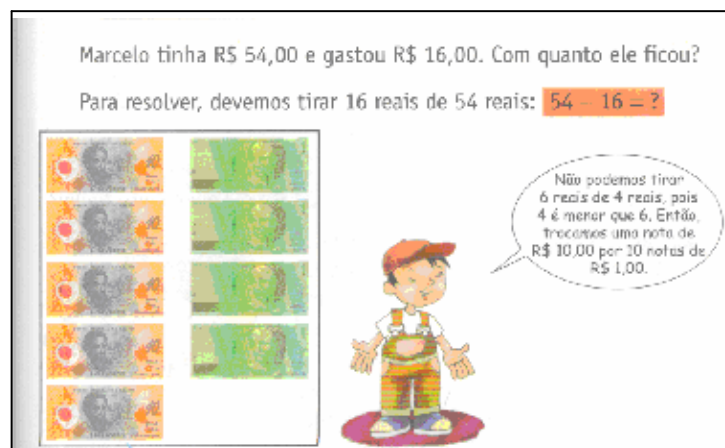 Marcelo tinha R$ 54,00 e gastou R$ 16,00. Com quanto ele ficou?
Para resolver, devemos tirar 16 reais de 54 reais: 54 – 16 = ?
Não podemos tirar
6 reais de 4 reais, pois
4 é menor que 6. Então,
trocamos uma nota de
R$ 10,00 por 10 notas de
R$ 1,00.